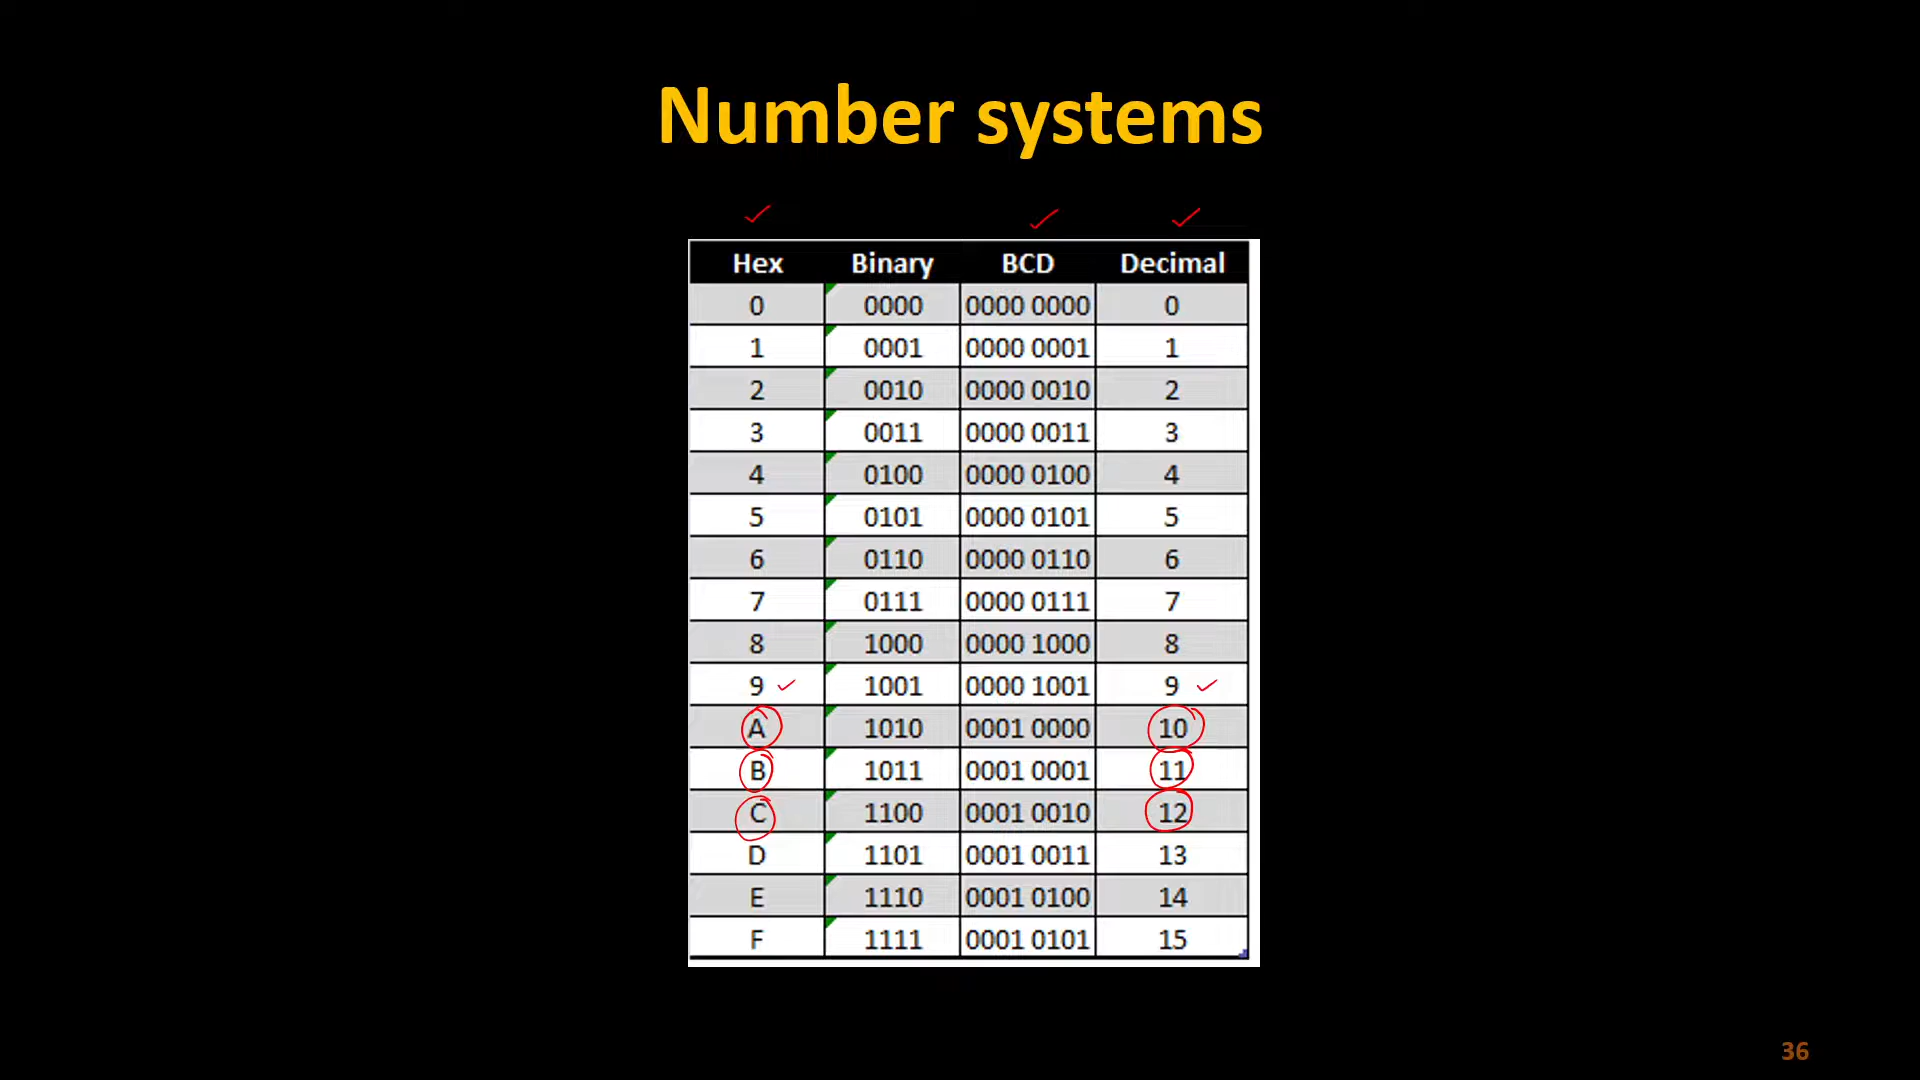 Number systems
Hex Binary BCD Decimal
0 0000 0000 0000 0
1 0001 0000 0001 1
2 0010 0000 0010 2
3 0011 0000 0011 3
4 0100 0000 0100 4
5 0101 0000 0101 5
6 0110 0000 0110 6
7 0111 0000 0111 7
8 1000 0000 1000 8
9 1001 0000 1001 9
A 1010 0001 0000 10
B 1011 0001 0001 11
C 1100 0001 0010 12
D 1101 0001 0011 13
E 1110 0001 0100 14
F 1111 0001 0101 15
36